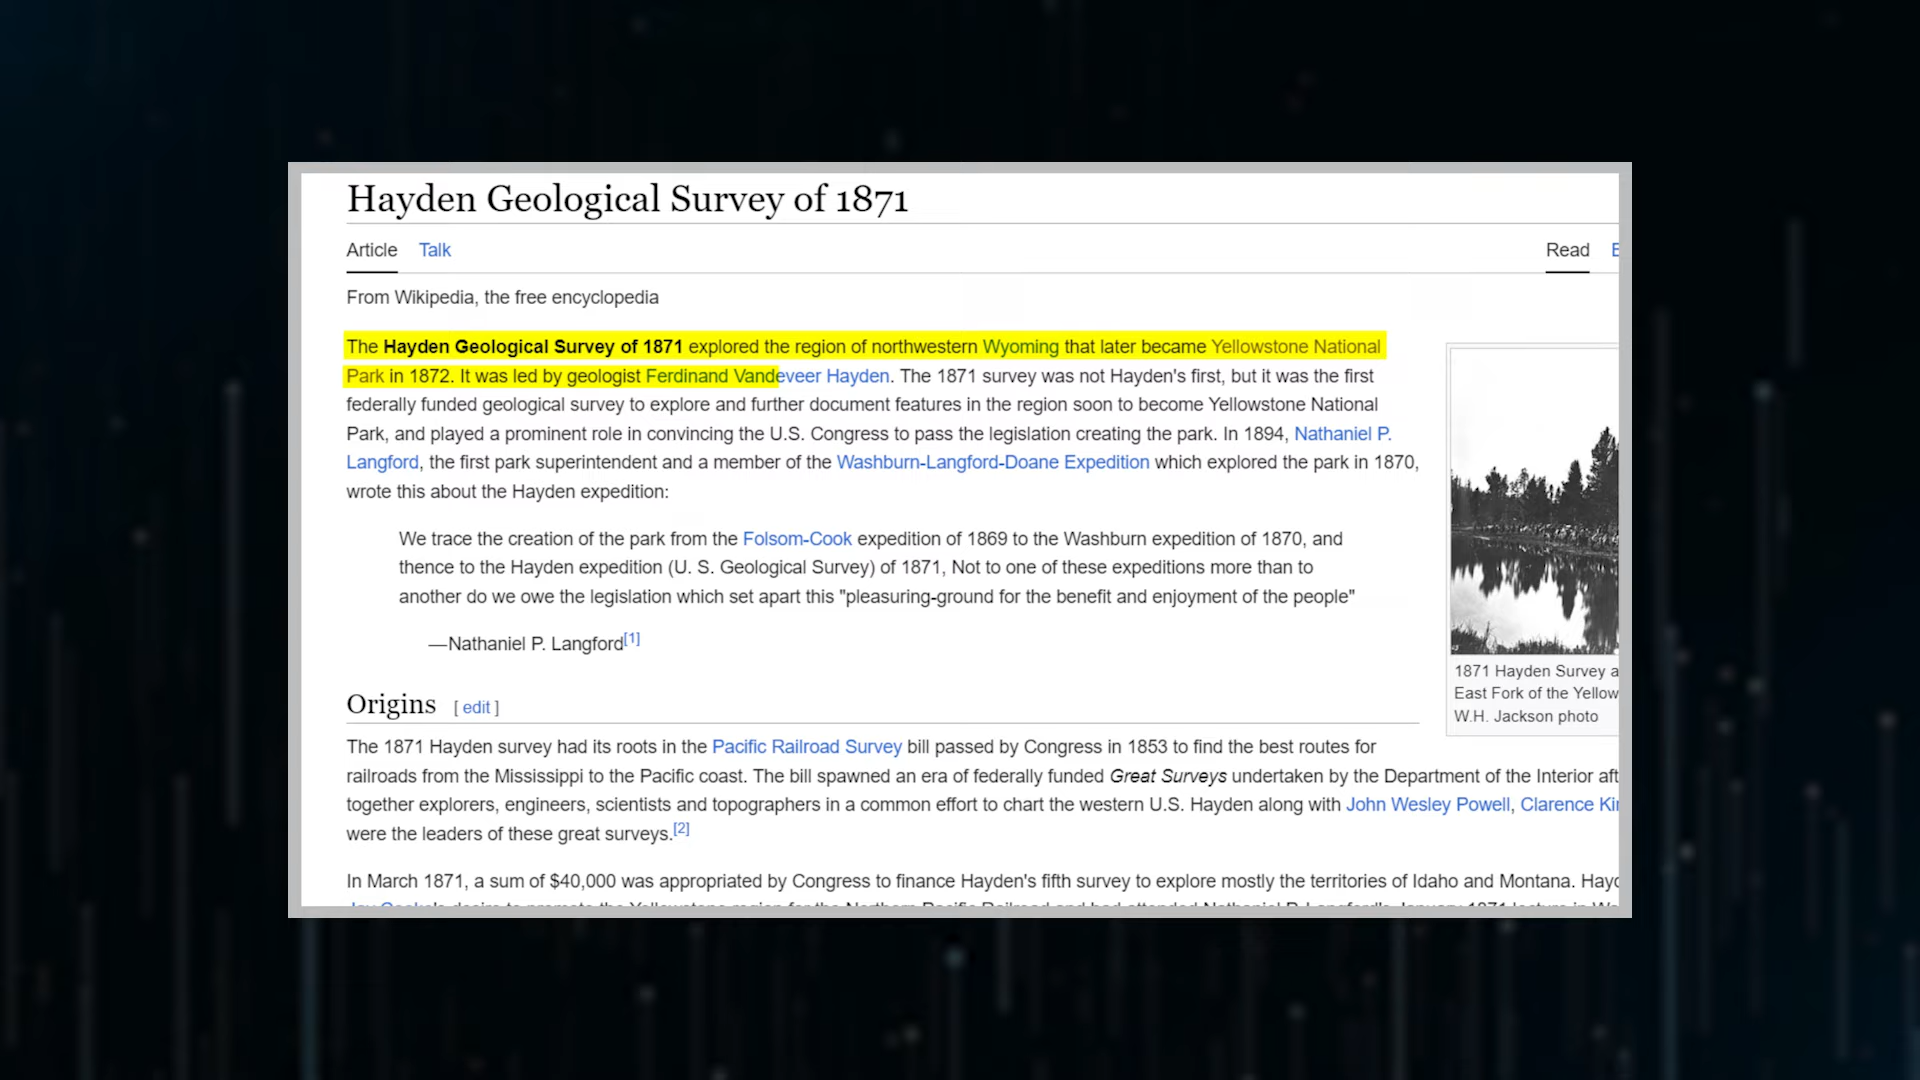 Hayden Geological Survey of 1871
Article Talk Read
From Wikipedia, the free encyclopedia
The Hayden Geological Survey of 1871 explored the region of northwestern Wyoming that later became Yellowstone National
Park in 1872. It was led by geologist Ferdinand Vandeveer Hayden. The 1871 survey was not Hayden's first, but it was the first
federally funded geological survey to explore and further document features in the region soon to become Yellowstone National
Park, and played a prominent role in convincing the U.S. Congress to pass the legislation creating the park. In 1894, Nathaniel P.
Langford, the first park superintendent and a member of the Washburn-Langford-Doane Expedition which explored the park in 1870,
wrote this about the Hayden expedition:
We trace the creation of the park from the Folsom-Cook expedition of 1869 to the Washburn expedition of 1870, and
thence to the Hayden expedition (U. S. Geological Survey) of 1871, Not to one of these expeditions more than to
another do we owe the legislation which set apart this "pleasuring-ground for the benefit and enjoyment of the people"
—Nathaniel P. Langford[1]
1871 Hayden Survey a
East Fork of the Yellow
W.H. Jackson photo
Origins [ edit ]
The 1871 Hayden survey had its roots in the Pacific Railroad Survey bill passed by Congress in 1853 to find the best routes for
railroads from the Mississippi to the Pacific coast. The bill spawned an era of federally funded Great Surveys undertaken by the Department of the Interior aft
together explorers, engineers, scientists and topographers in a common effort to chart the western U.S. Hayden along with John Wesley Powell, Clarence Ki
were the leaders of these great surveys.[2]
In March 1871, a sum of $40,000 was appropriated by Congress to finance Hayden's fifth survey to explore mostly the territories of Idaho and Montana. Hayd